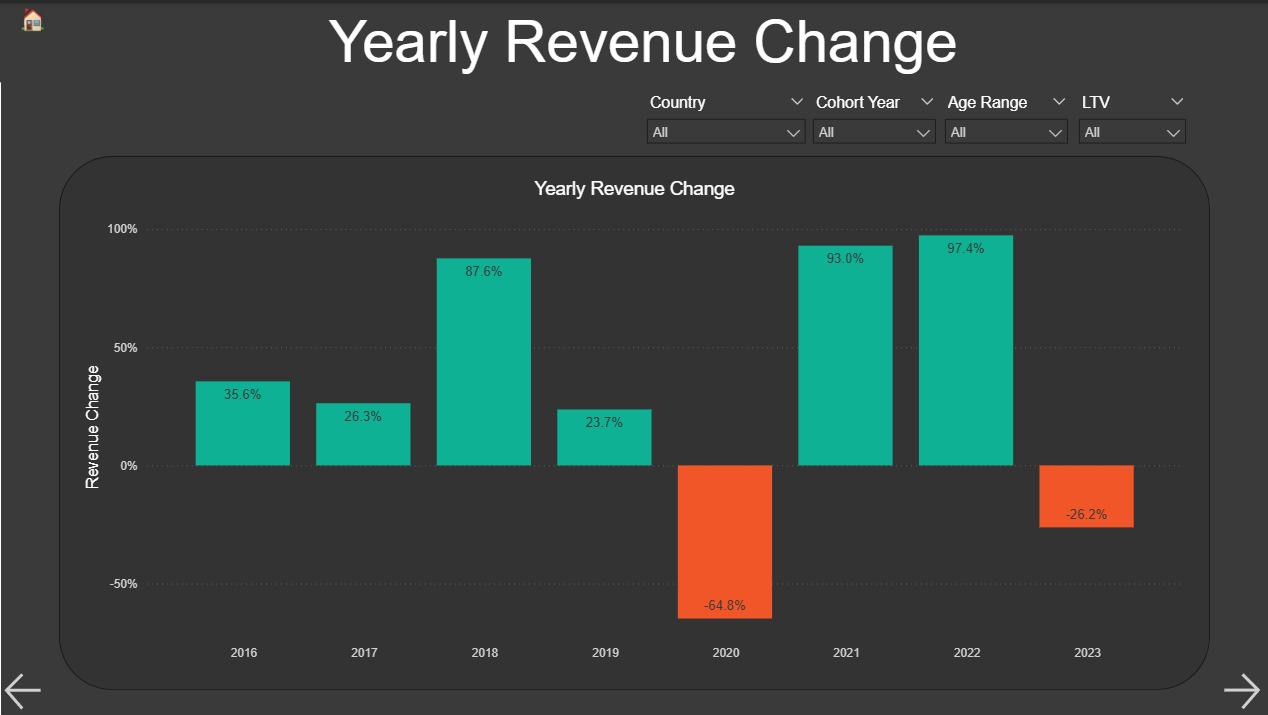 Yearly Revenue Change
Country Cohort Year Age Range LTV
All All All All
Yearly Revenue Change
100%
50%
0%
-50%
Revenue Change
35.6%
26.3%
87.6%
23.7%
-64.8%
93.0%
97.4%
-26.2%
2016 2017 2018 2019 2020 2021 2022 2023